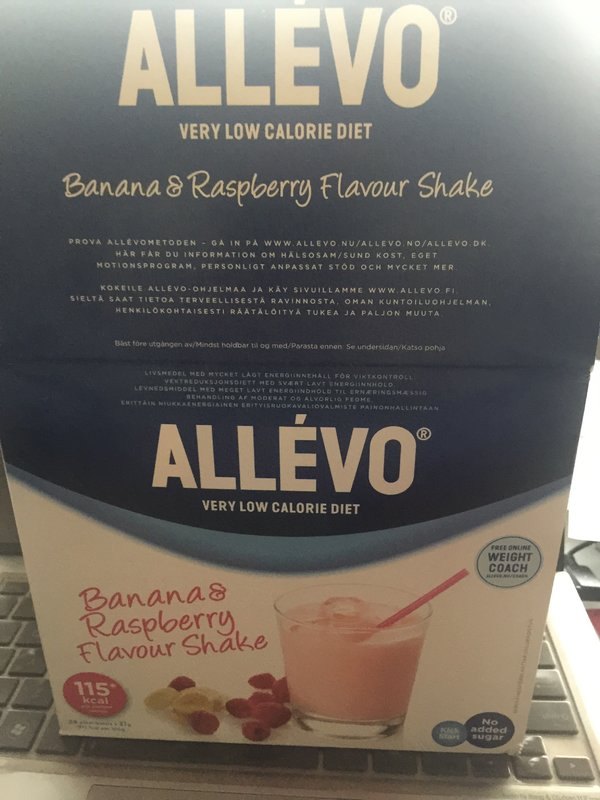 ALLÉVO®
VERY LOW CALORIE DIET
Banana & Raspberry Flavour Shake
PROVA ALLÉVOMETODEN - GÅ IN PÅ WWW.ALLEVO.NU/ALLEVO.NO/ALLEVO.DK.
HÄR FÅR DU INFORMATION OM HÄLSOSAM/SUND KOST, EGET
MOTIONSPROGRAM, PERSONLIGT ANPASSAT STÖD OCH MYCKET MER.
KOKEILE ALLÉVO-OHJELMAA JA KÄY SIVUILLAMME WWW.ALLEVO.FI.
SIELTÄ SAAT TIETOA TERVEELLISESTÄ RAVINNOSTA, OMAN KUNTOILUOHJELMAN,
HENKILÖKOHTAISESTI RÄÄTÄLÖITYÄ TUKEA JA PALJON MUUTA.
Bäst före utgången av/Mindst holdbar til og med/Parasta ennen: Se undersidan/Katso pohja
LIVSMEDEL MED MYCKET LÅGT ENERGIINNEHÅLL FÖR VIKTKONTROLL.
VEKTREDUKSJONSDIETT MED SVÆRT LAVT ENERGIINNHOLD.
LEVNEDSMIDDEL MED MEGET LAVT ENERGIINDHOLD TIL ERNÆRINGSMÆSSIG
BEHANDLING AF MODERAT OG ALVORLIG FEDME.
ERITTÄIN NIUKKAENERGIAINEN ERITYISRUOKAVALIOVALMISTE PAINONHALLINTAAN.
ALLÉVO®
VERY LOW CALORIE DIET
FREE ONLINE
WEIGHT
COACH
Banana &
Raspberry
Flavour Shake
115*
kcal
Kick
Start
No
added
sugar